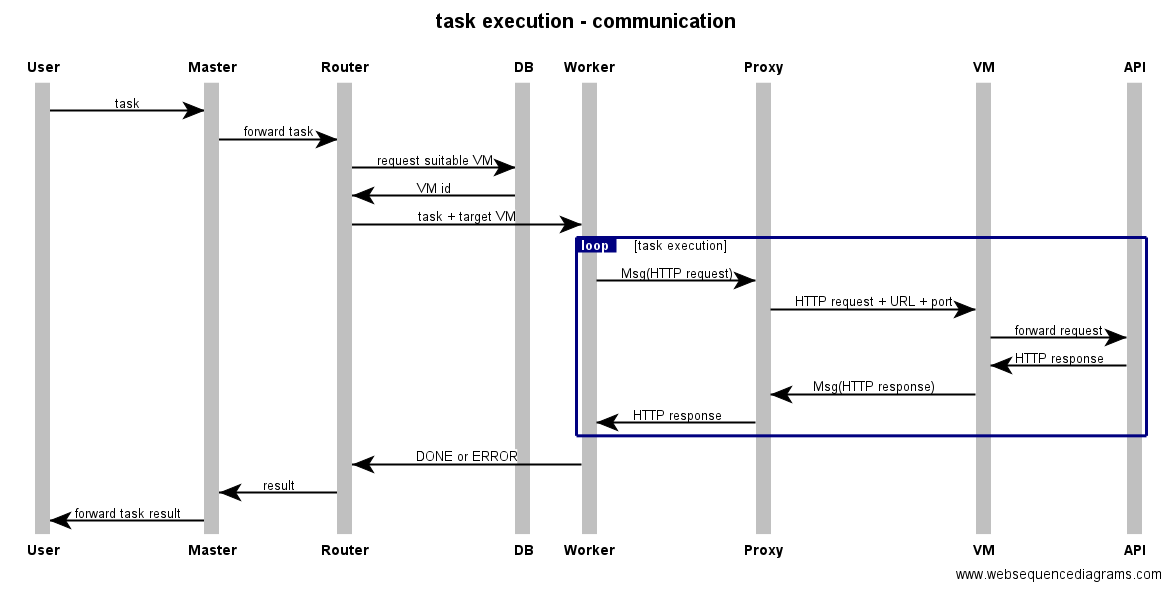 task execution - communication
User Master Router DB Worker Proxy VM API
task
forward task
request suitable VM
VM id
task + target VM
loop [task execution]
Msg(HTTP request)
HTTP request + URL + port
forward request
HTTP response
Msg(HTTP response)
HTTP response
DONE or ERROR
result
forward task result
User Master Router DB Worker Proxy VM API
www.websequencediagrams.com